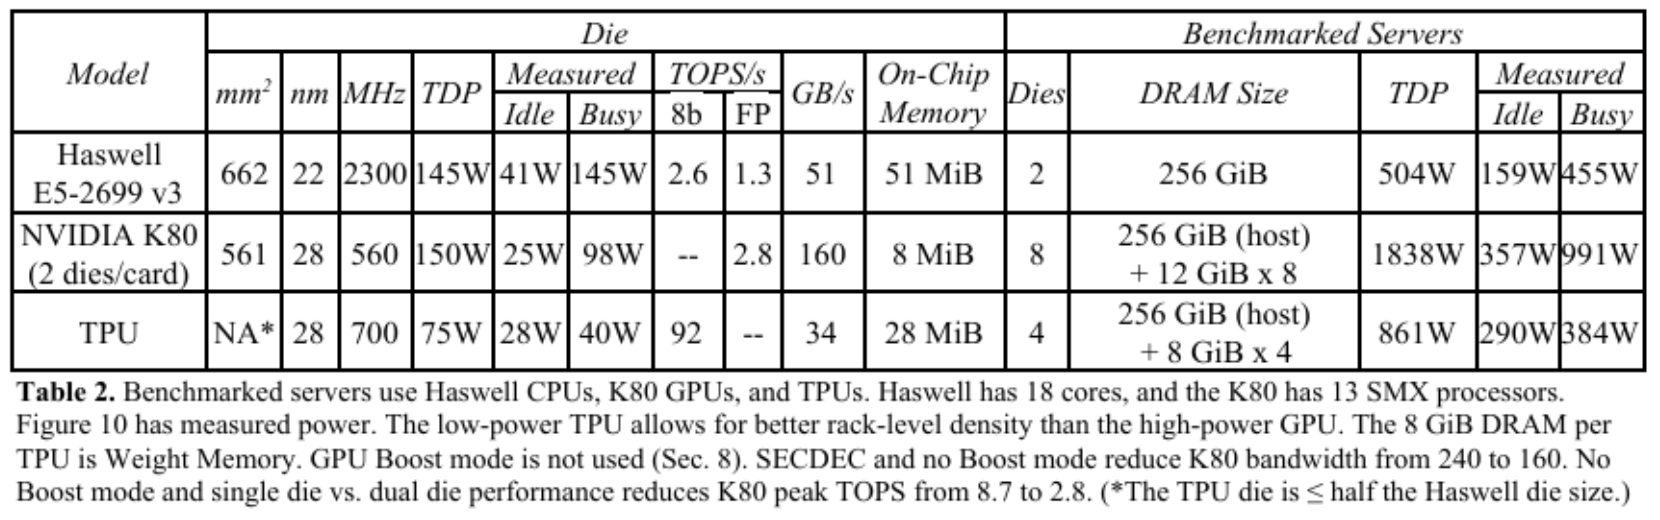 Model Die Benchmarked Servers
mm² nm MHz TDP Measured TOPS/s GB/s On-Chip Memory Dies DRAM Size TDP Measured
Idle Busy 8b FP Idle Busy
Haswell E5-2699 v3 662 22 2300 145W 41W 145W 2.6 1.3 51 51 MiB 2 256 GiB 504W 159W 455W
NVIDIA K80 (2 dies/card) 561 28 560 150W 25W 98W -- 2.8 160 8 MiB 8 256 GiB (host) + 12 GiB x 8 1838W 357W 991W
TPU NA* 28 700 75W 28W 40W 92 -- 34 28 MiB 4 256 GiB (host) + 8 GiB x 4 861W 290W 384W
Table 2. Benchmarked servers use Haswell CPUs, K80 GPUs, and TPUs. Haswell has 18 cores, and the K80 has 13 SMX processors.
Figure 10 has measured power. The low-power TPU allows for better rack-level density than the high-power GPU. The 8 GiB DRAM per
TPU is Weight Memory. GPU Boost mode is not used (Sec. 8). SECDEC and no Boost mode reduce K80 bandwidth from 240 to 160. No
Boost mode and single die vs. dual die performance reduces K80 peak TOPS from 8.7 to 2.8. (*The TPU die is ≤ half the Haswell die size.)